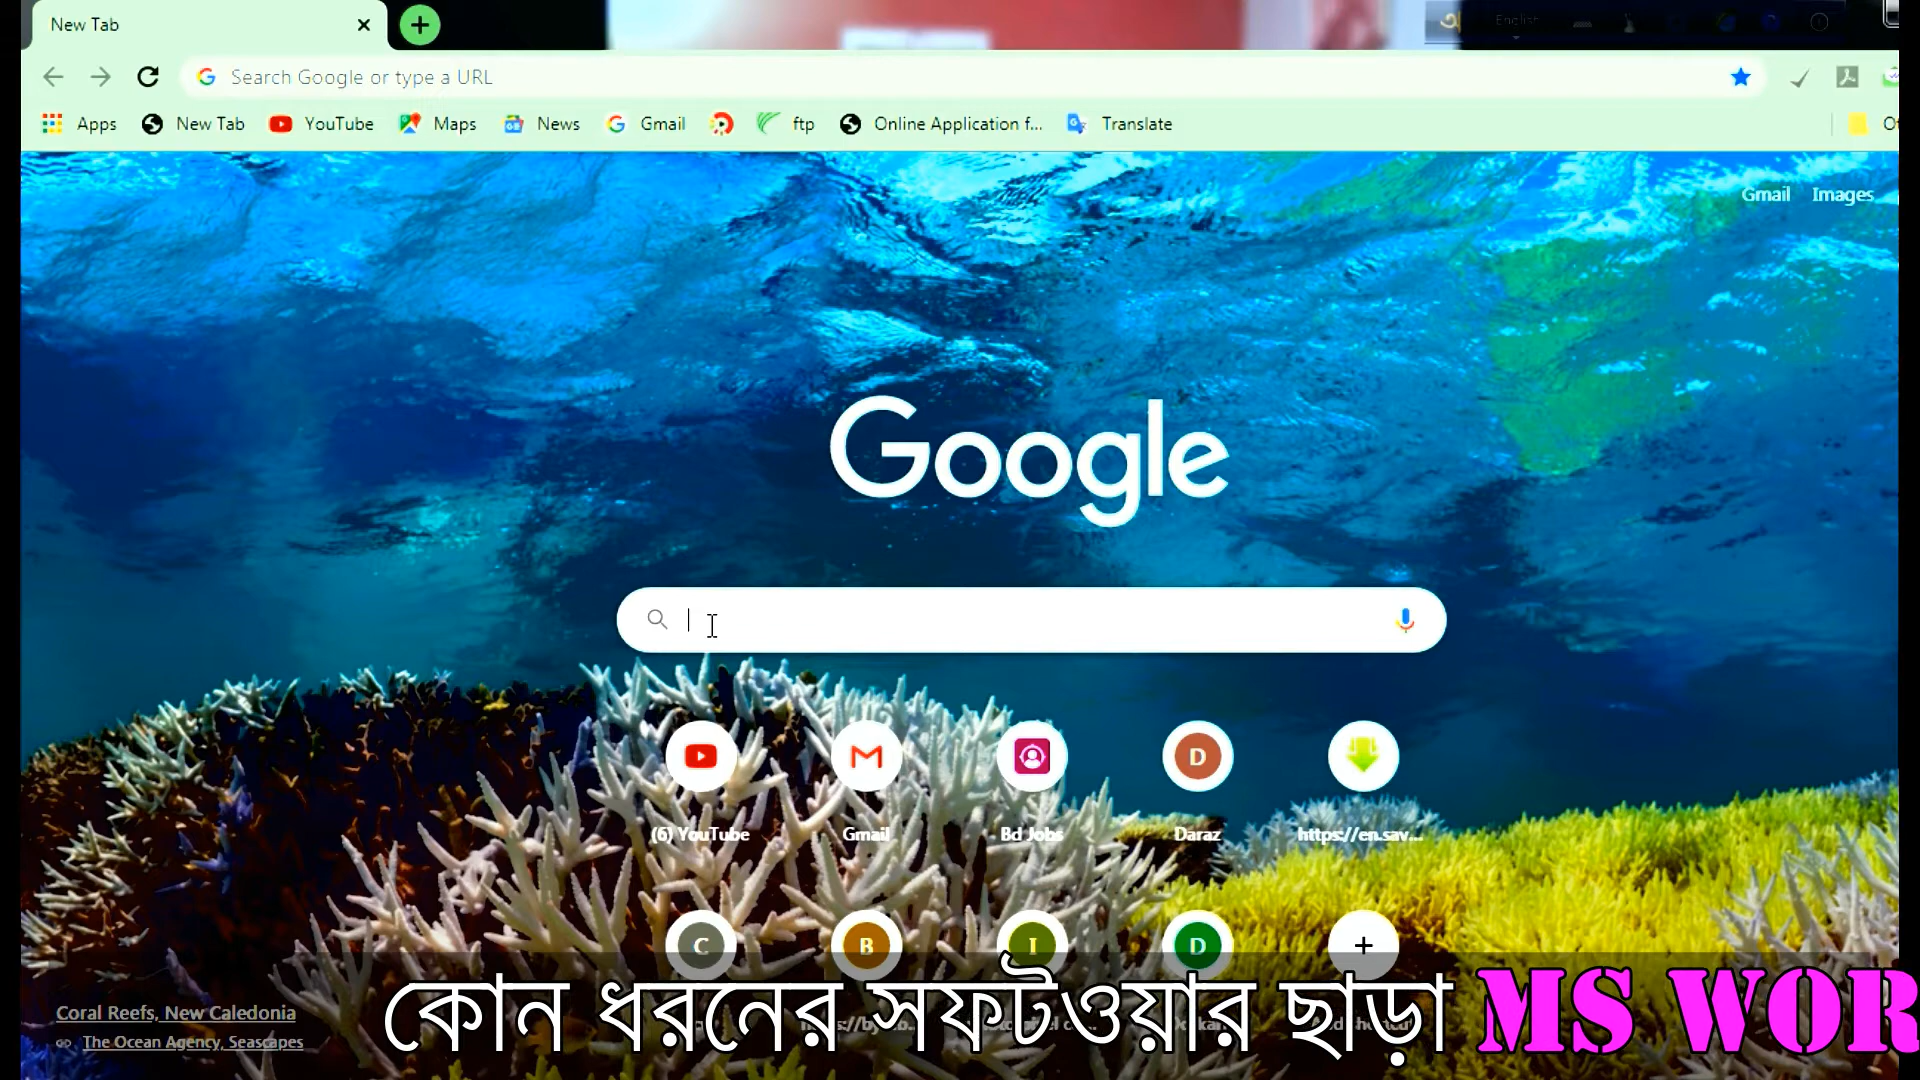 New Tab
English
Search Google or type a URL
Apps New Tab YouTube Maps News Gmail ftp Online Application f... Translate
Gmail Images
Google
(6) YouTube Gmail Bd Jobs Daraz https://en.sav...
C B I D
Coral Reefs, New Caledonia
The Ocean Agency, Seascapes
কোন ধরনের সফটওয়ার ছাড়া MS WOR